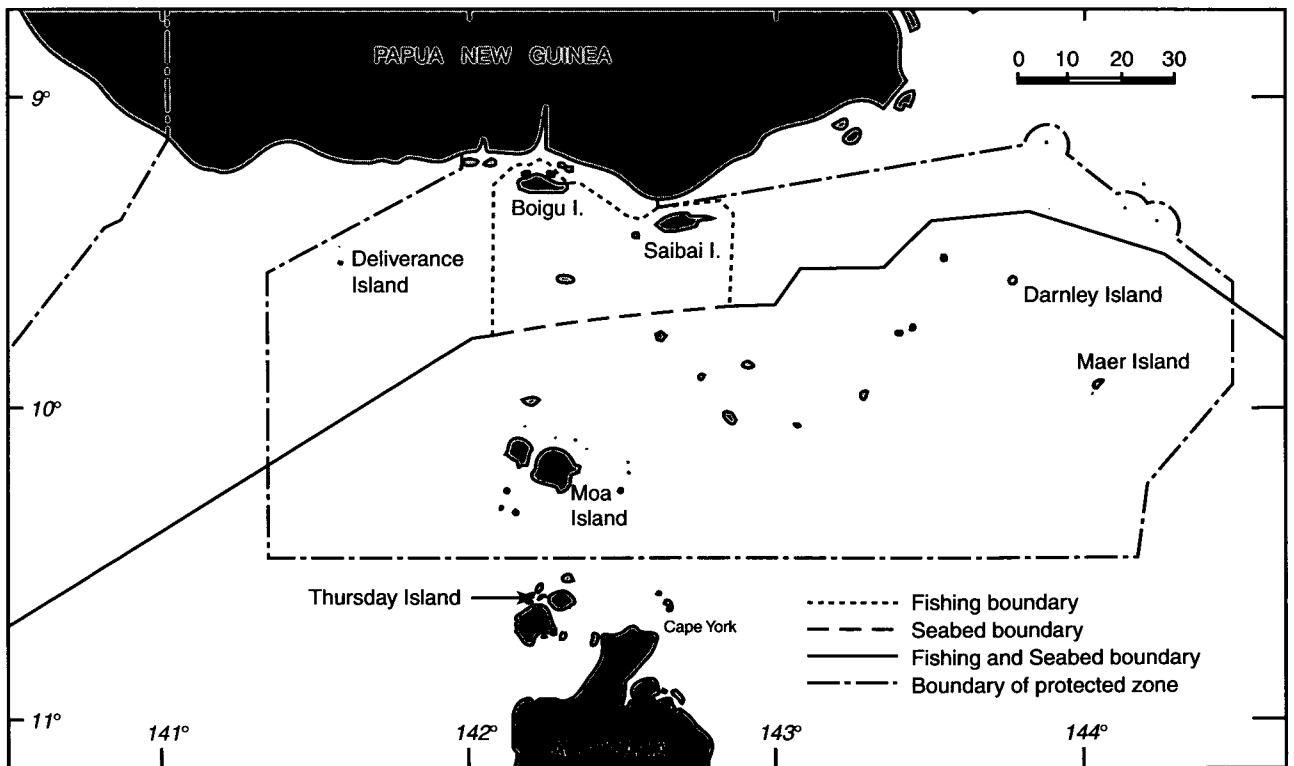 PAPUA NEW GUINEA
0 10 20 30
9°
Boigu I.
Saibai I.
Deliverance
Island
Darnley Island
Maer Island
10°
Moa
Island
Thursday Island
Cape York
Fishing boundary
Seabed boundary
Fishing and Seabed boundary
Boundary of protected zone
11°
141° 142° 143° 144°